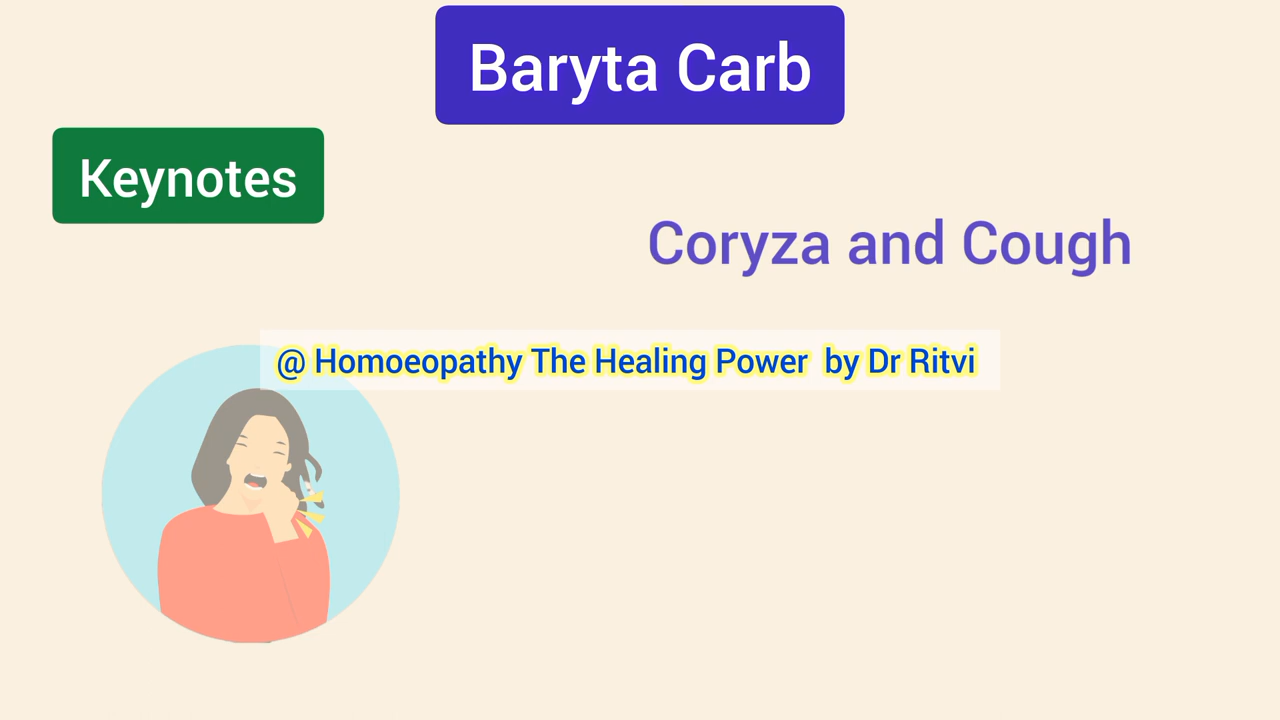 Baryta Carb
Keynotes
Coryza and Cough
@ Homoeopathy The Healing Power by Dr Ritvi